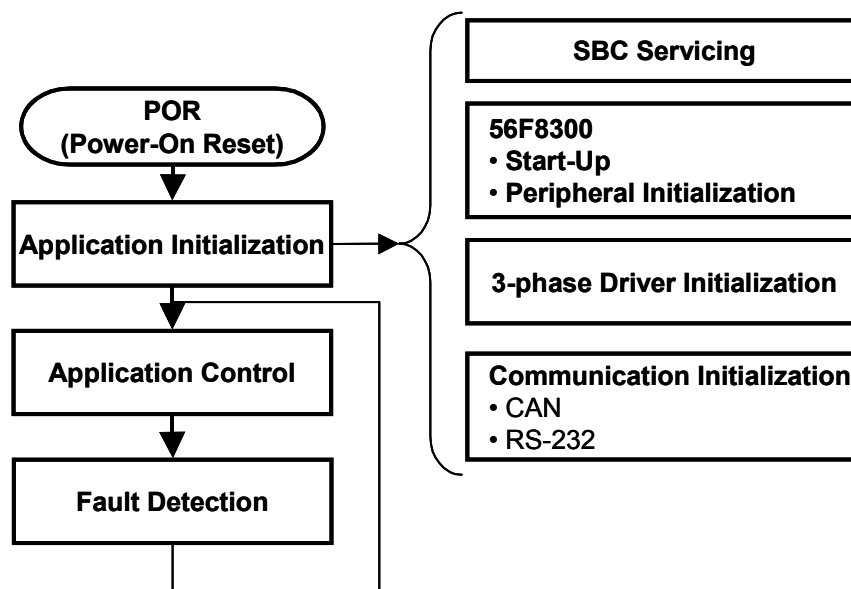 POR
(Power-On Reset)
Application Initialization
Application Control
Fault Detection
SBC Servicing
56F8300
• Start-Up
• Peripheral Initialization
3-phase Driver Initialization
Communication Initialization
• CAN
• RS-232